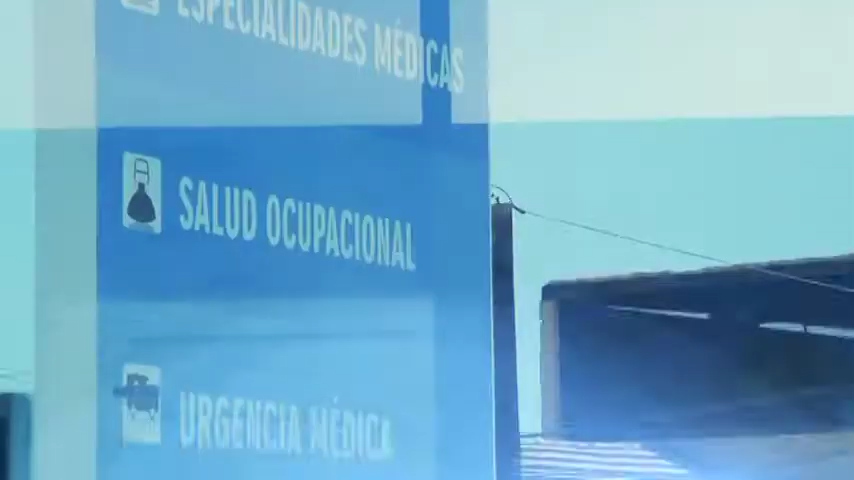 ESPECIALIDADES MÉDICAS
SALUD OCUPACIONAL
URGENCIA MÉDICA